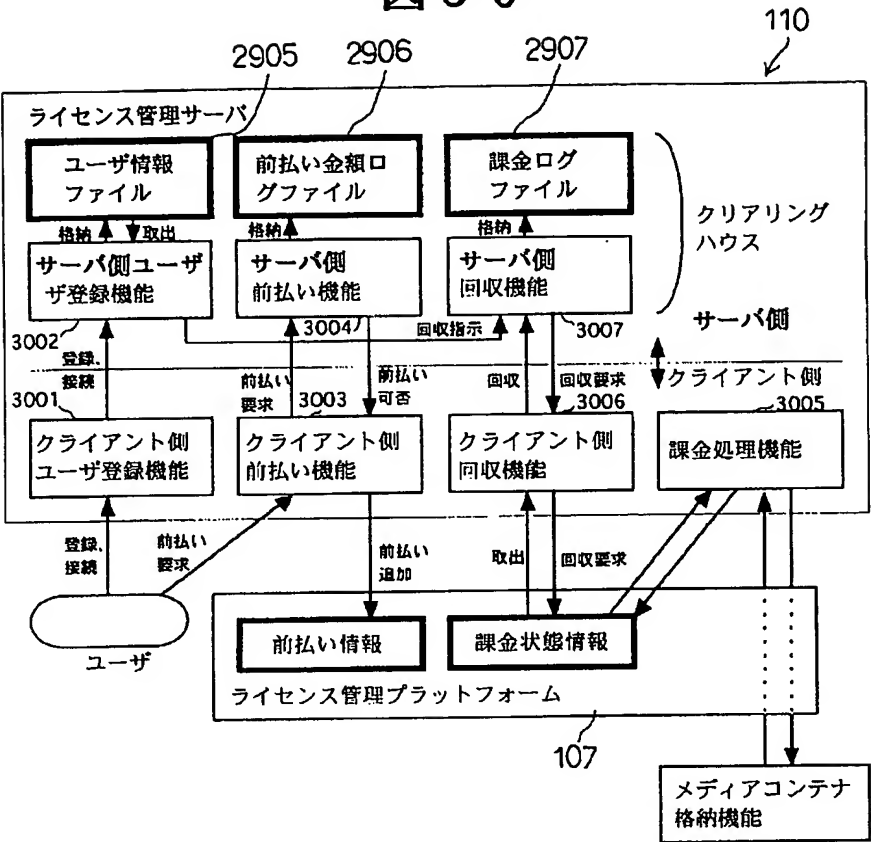 110
2905
2906
2907
ライセンス管理サーバ
ユーザ情報
ファイル
前払い金額ロ
グファイル
課金ログ
ファイル
クリアリング
ハウス
格納
取出
格納
格納
サーバ側ユーザ
ザ登録機能
サーバ側
前払い機能
サーバ側
回収機能
3002
3004
回収指示
3007
サーバ側
登録、
接続
前払い
要求
前払い
可否
回収
回収要求
クライアント側
3001
3003
3006
3005
クライアント側
ユーザ登録機能
クライアント側
前払い機能
クライアント側
回収機能
課金処理機能
登録、
接続
前払い
要求
前払い
追加
取出
回収要求
ユーザ
前払い情報
課金状態情報
ライセンス管理プラットフォーム
107
メディアコンテナ
格納機能